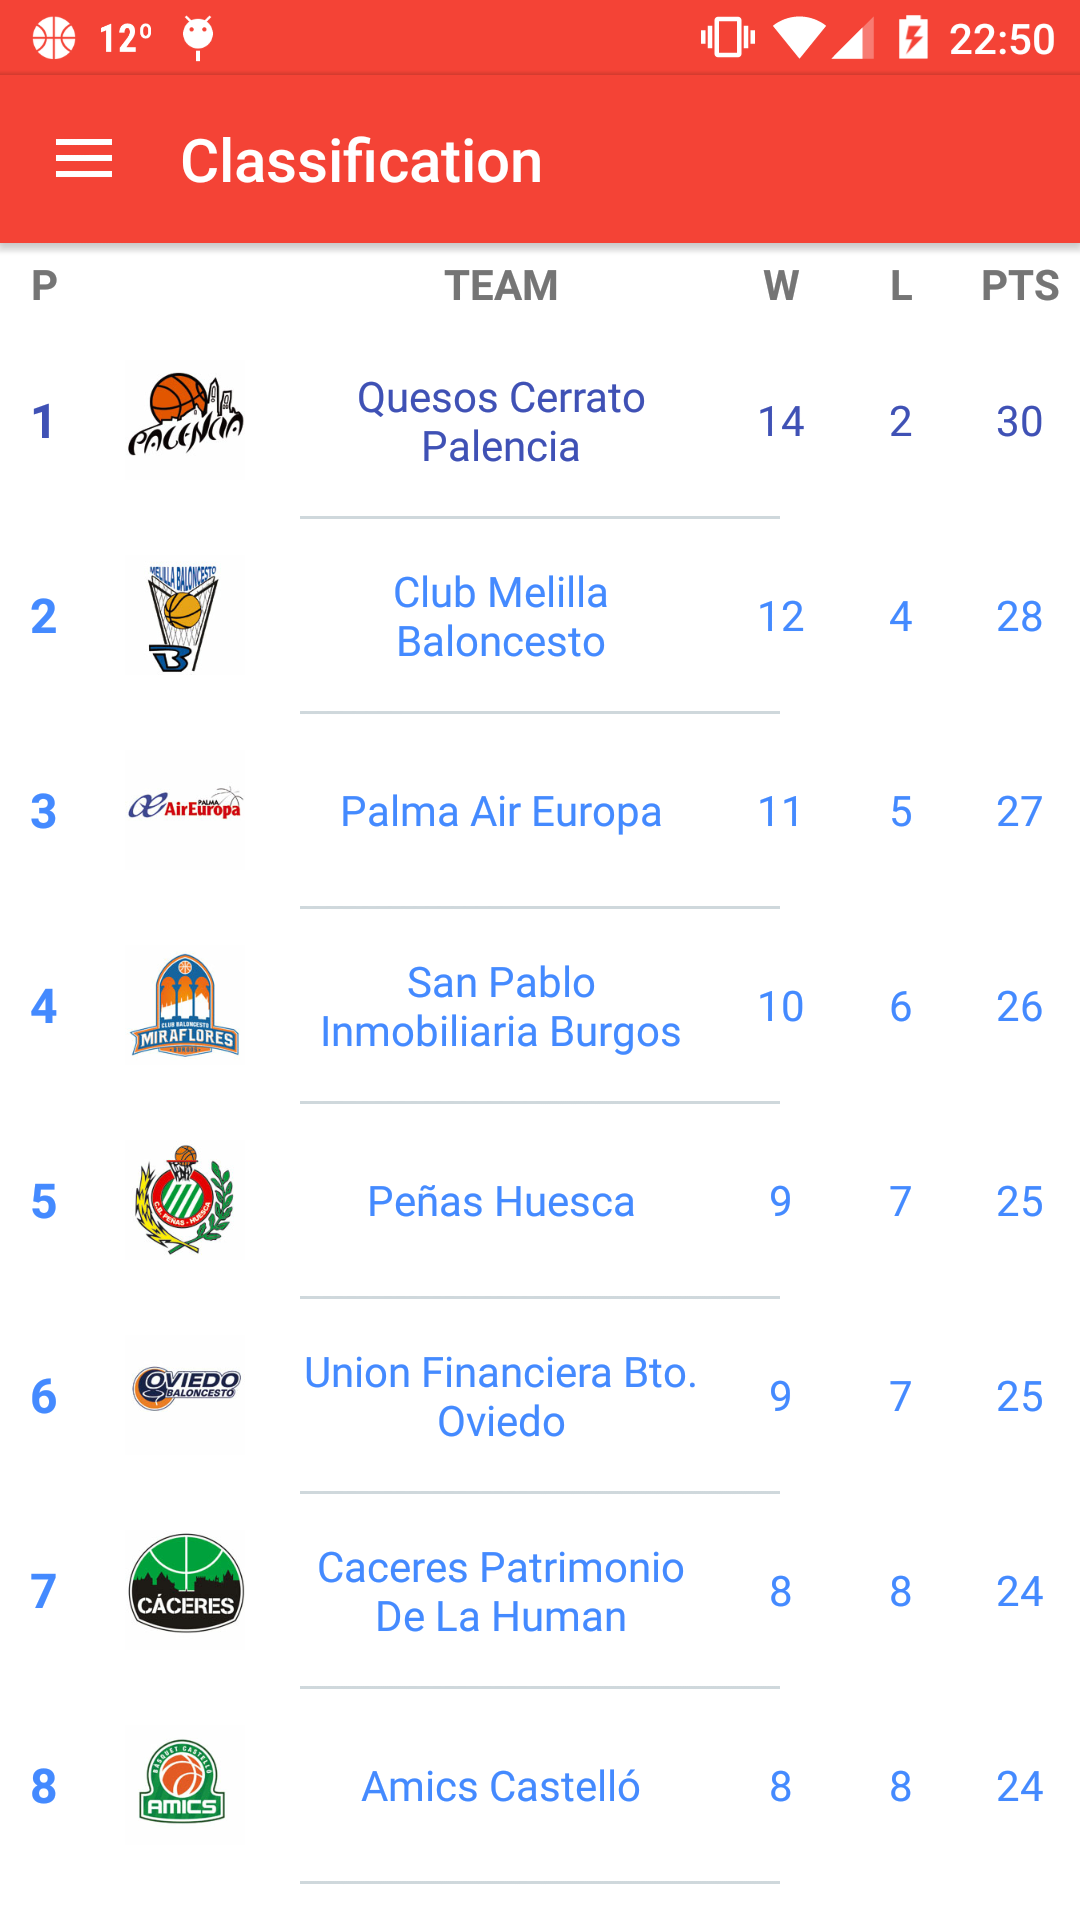 12º 22:50
Classification
P TEAM W L PTS
1 PALENCIA Quesos Cerrato Palencia 14 2 30
MELILLA BALONCESTO
2 B Club Melilla Baloncesto 12 4 28
3 PALMA AirEuropa Palma Air Europa 11 5 27
4 CLUB BALONCESTO MIRAFLORES BURGOS San Pablo Inmobiliaria Burgos 10 6 26
5 C.B. PEÑAS - HUESCA Peñas Huesca 9 7 25
6 OVIEDO BALONCESTO Union Financiera Bto. Oviedo 9 7 25
7 CÁCERES Caceres Patrimonio De La Human 8 8 24
8 BASQUET CASTELLÓ AMICS Amics Castelló 8 8 24